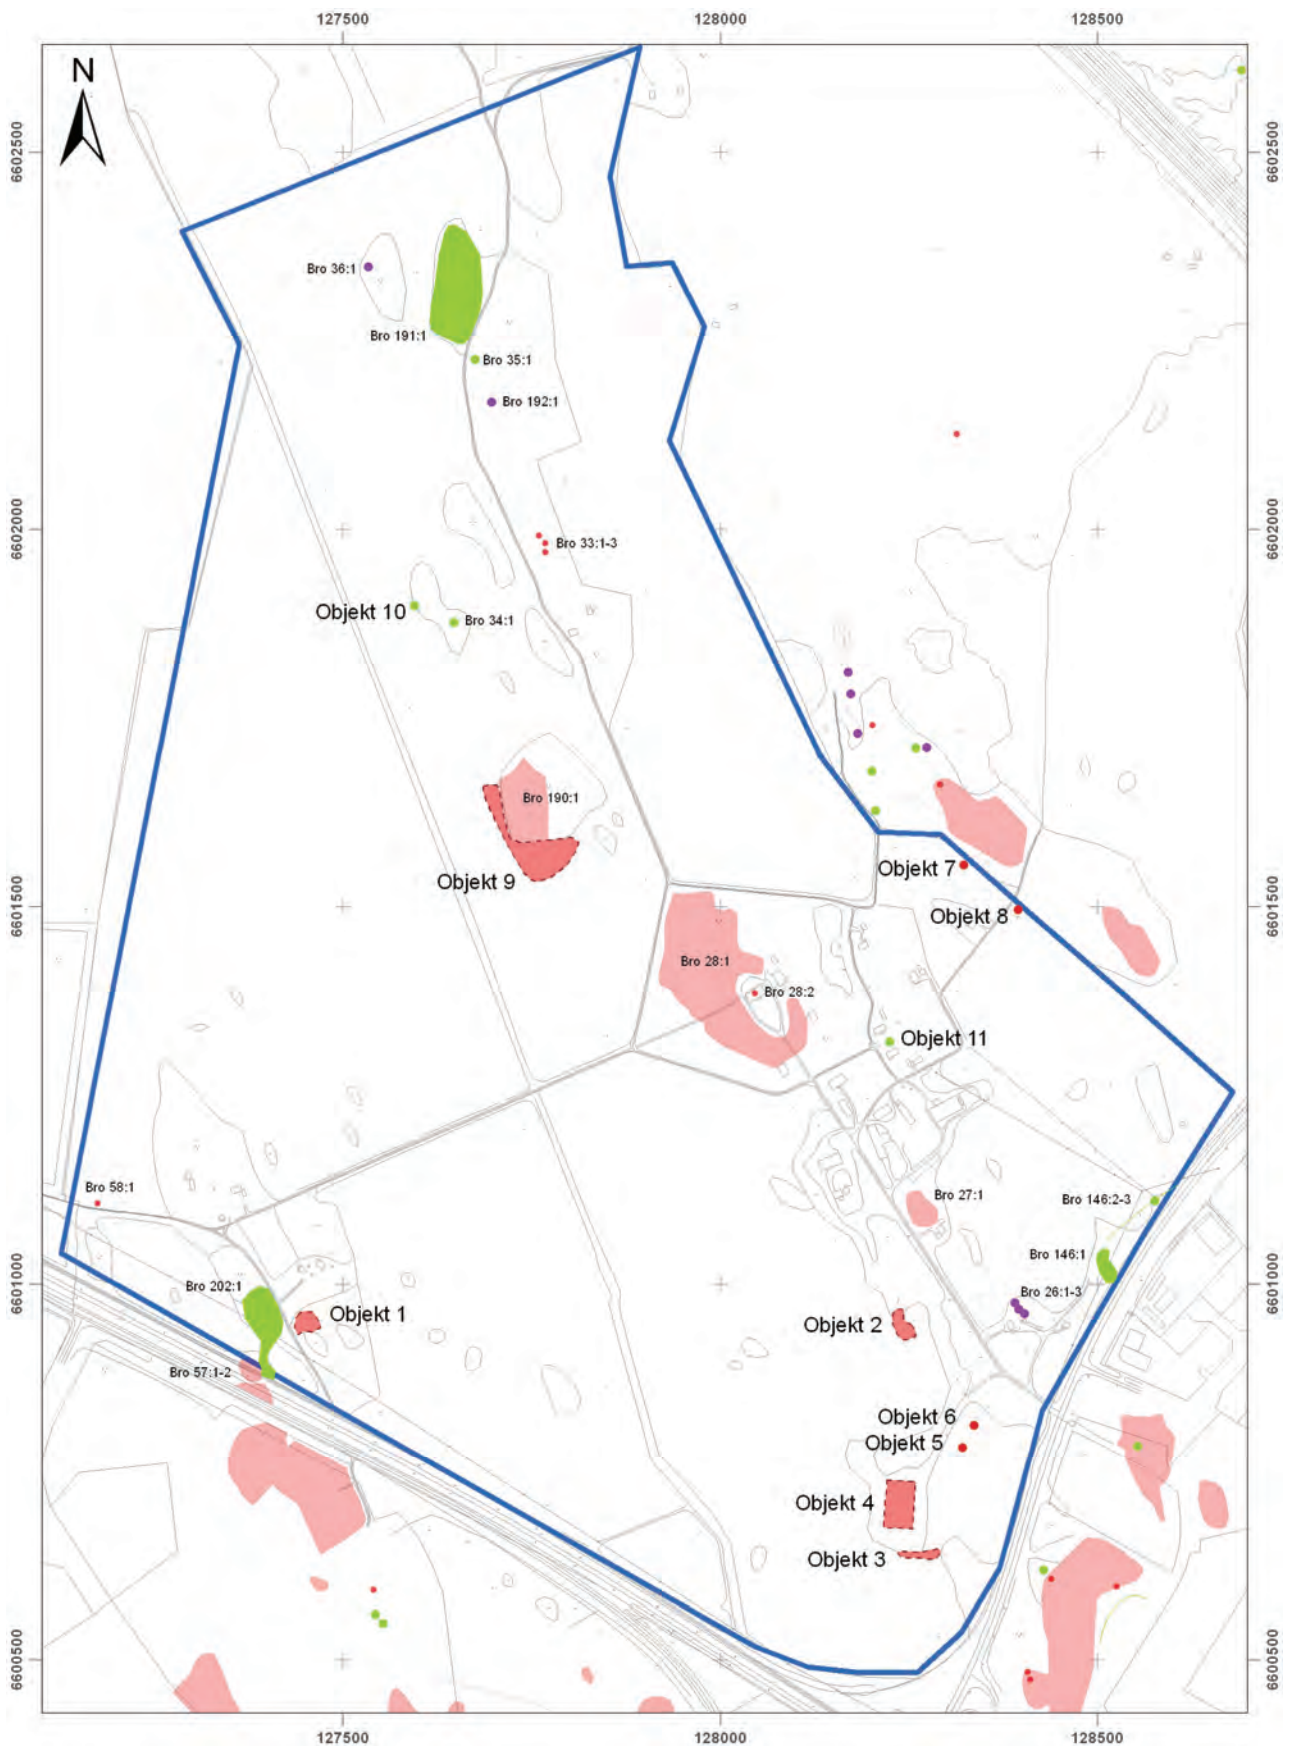 127500
128000
128500
N
6602500
6602500
Bro 36:1
Bro 191:1
Bro 35:1
Bro 192:1
6602000
6602000
Bro 33:1-3
Objekt 10
Bro 34:1
Bro 190:1
Objekt 9
Objekt 7
6601500
6601500
Objekt 8
Bro 28:1
Bro 28:2
Objekt 11
Bro 58:1
Bro 27:1
Bro 146:2-3
Bro 146:1
6601000
6601000
Bro 202:1
Bro 26:1-3
Objekt 1
Objekt 2
Bro 57:1-2
Objekt 6
Objekt 5
Objekt 4
Objekt 3
6600500
6600500
127500
128000
128500